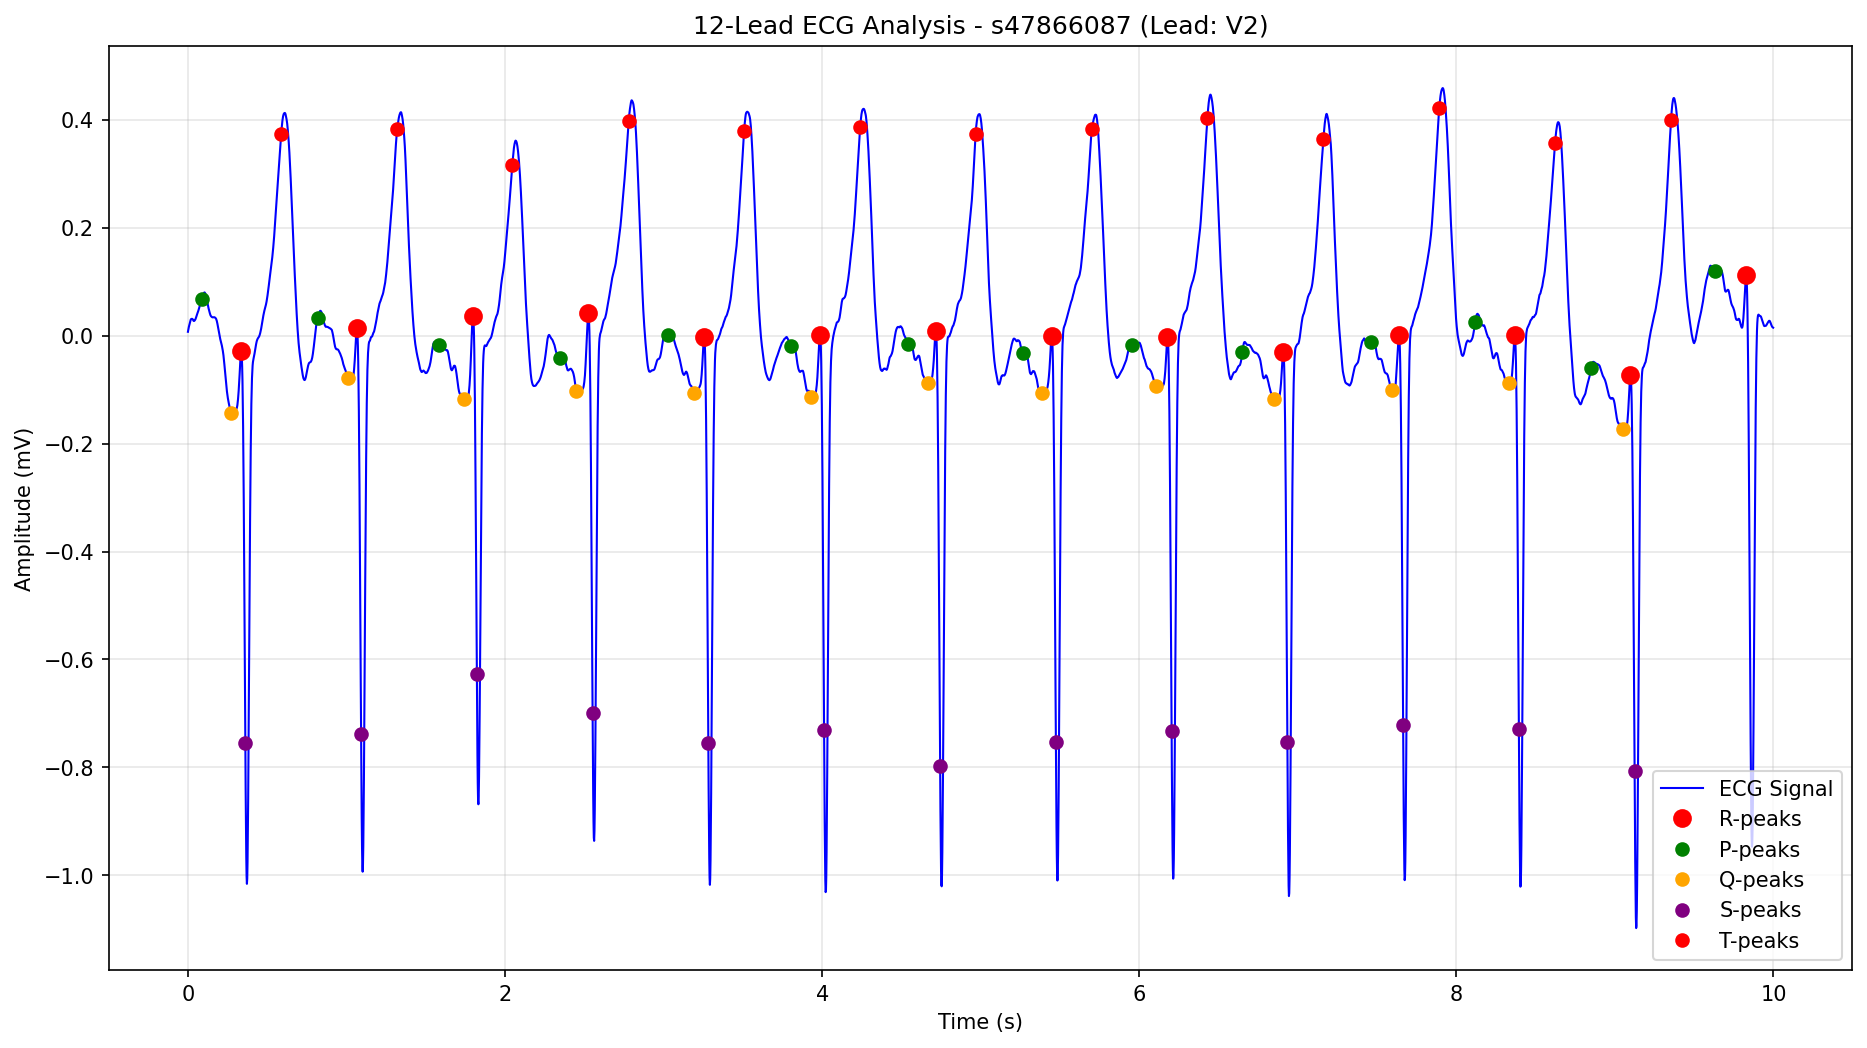 12-Lead ECG Analysis - s47866087 (Lead: V2)
Amplitude (mV)
0.4
0.2
0.0
−0.2
−0.4
−0.6
−0.8
−1.0
0
2
4
6
8
10
Time (s)
ECG Signal
R-peaks
P-peaks
Q-peaks
S-peaks
T-peaks